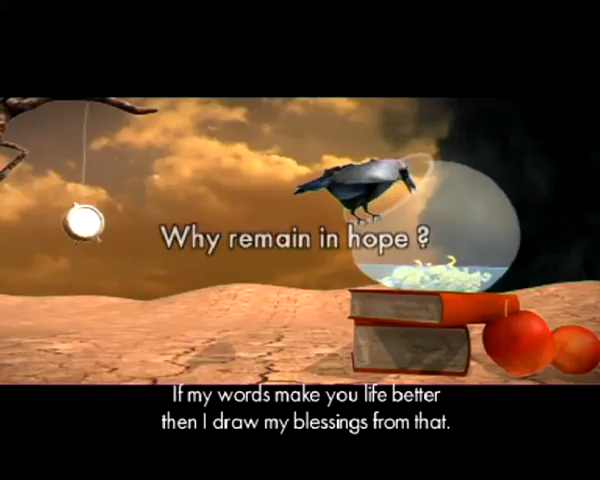 Why remain in hope ?
If my words make you life better
then I draw my blessings from that.